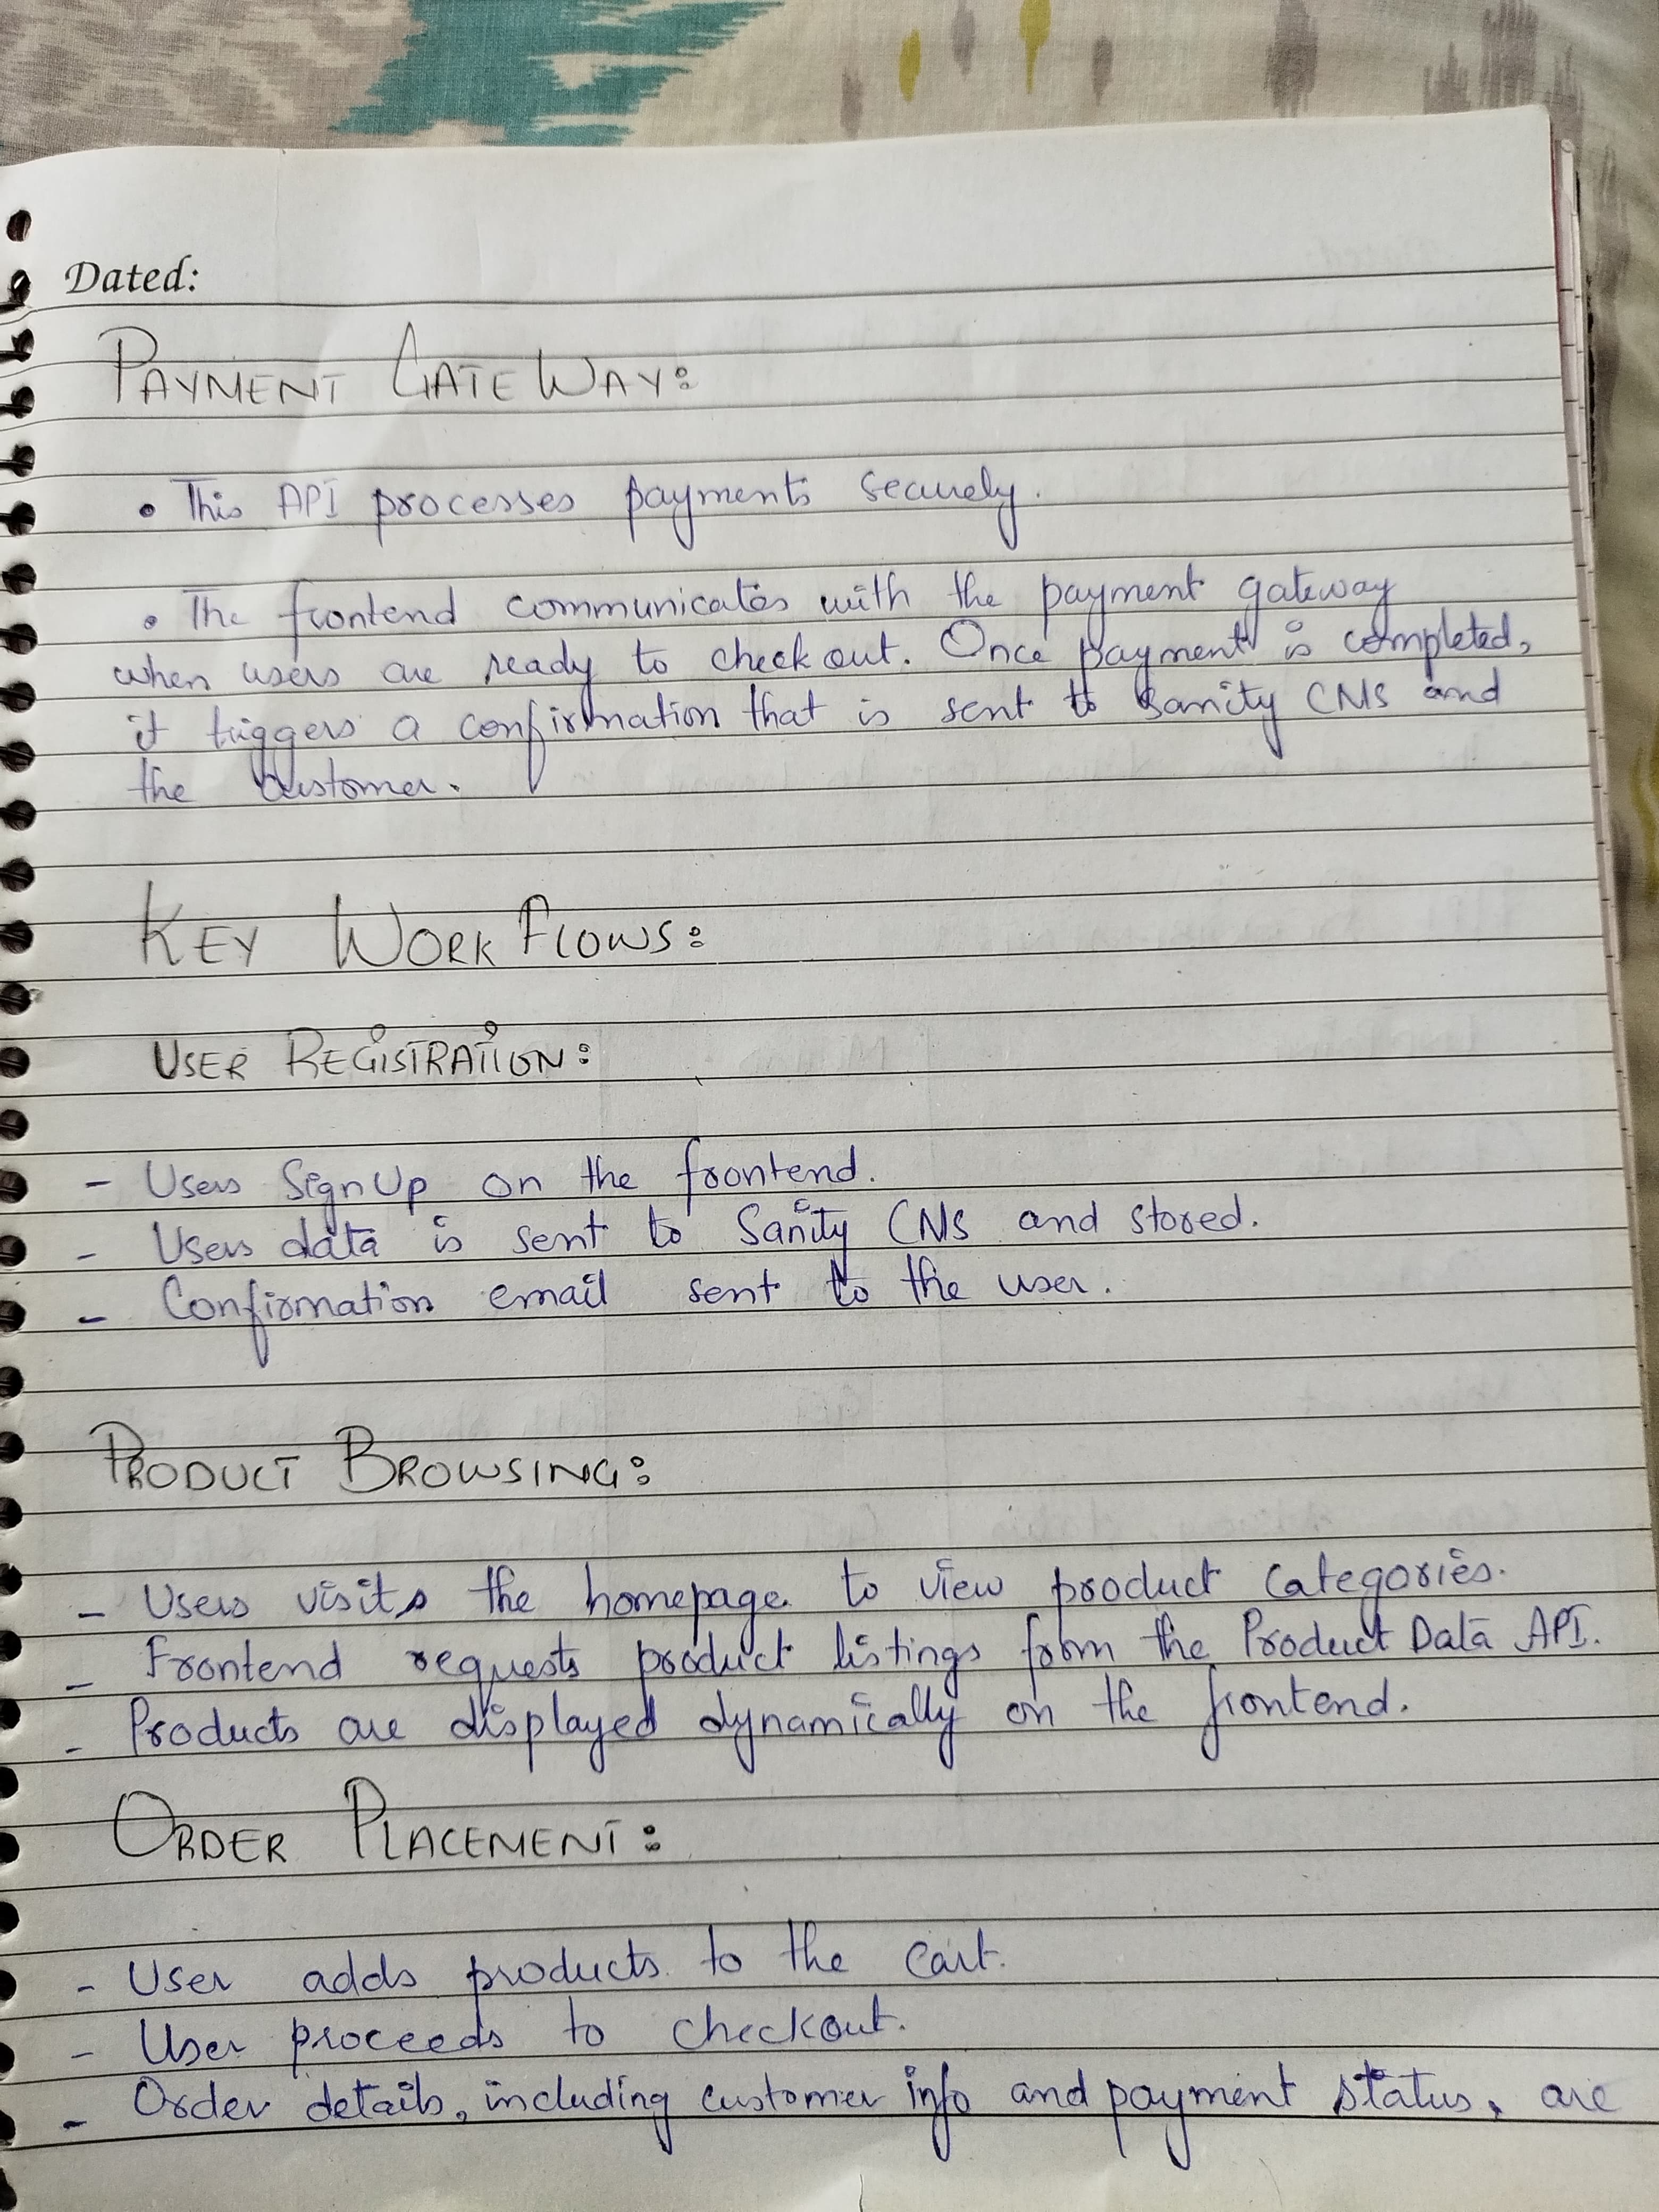 Dated:
PAYMENT GATEWAY:
• This API processes payments securely.
• The frontend communicates with the payment gateway
when users are ready to checkout. Once payment is completed,
it triggers a confirmation that is sent to Sanity CMS and
the customer.
KEY WORK FLOWS:
USER REGISTRATION:
- Users SignUp on the frontend.
- Users data is sent to Sanity CMS and stored.
- Confirmation email sent to the user.
PRODUCT BROWSING:
- Users visits the homepage to view product categories.
- Frontend requests product listings from the Product Data API.
- Products are displayed dynamically on the frontend.
ORDER PLACEMENT:
- User adds products to the cart.
- User proceeds to checkout.
- Order details, including customer info and payment status, are